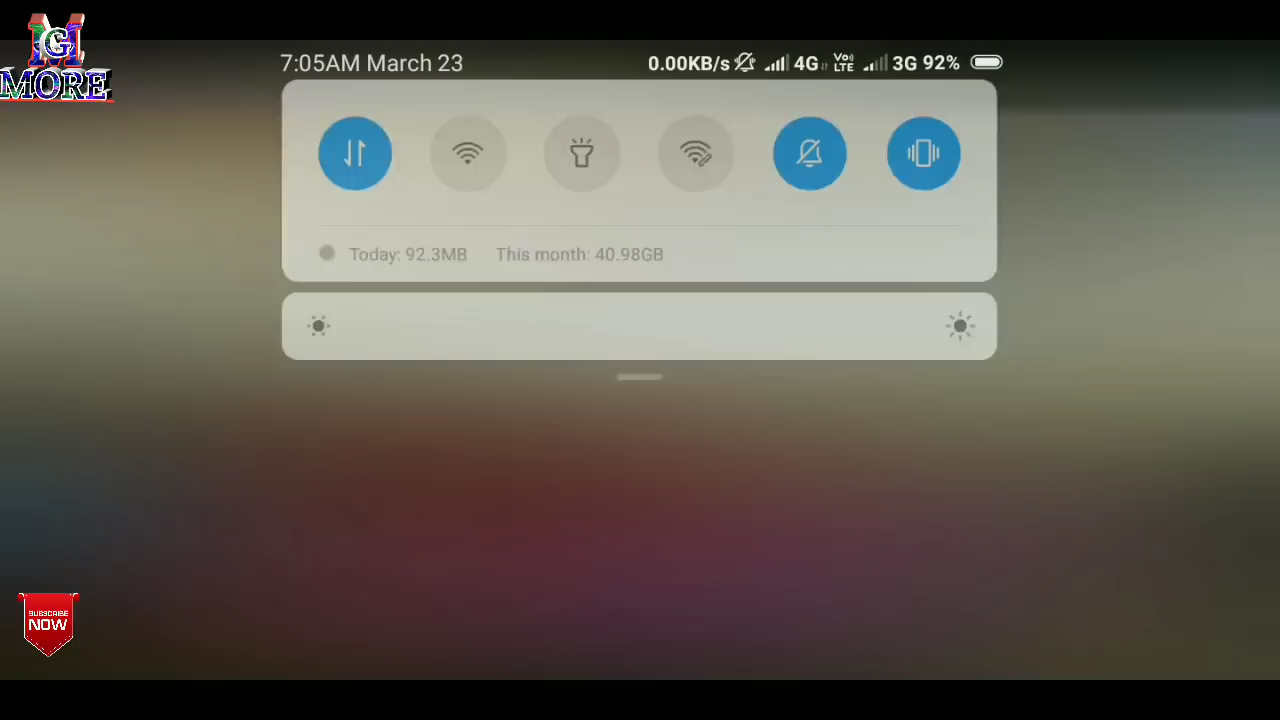 MG
MORE
7:05AM March 23
0.00KB/s 4G Vo) LTE 3G 92%
Today: 92.3MB This month: 40.98GB
SUBSCRIBE
NOW